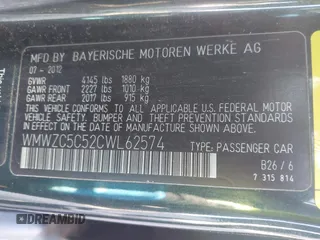 MFD BY BAYERISCHE MOTOREN WERKE AG
07 - 2012
GVWR 4145 lbs 1880 kg
GAWR FRONT 2227 lbs 1010 kg
GAWR REAR 2017 lbs 915 kg
THIS VEHICLE CONFORMS TO ALL APPLICABLE U.S. FEDERAL MOTOR
VEHICLE SAFETY, BUMPER, AND THEFT PREVENTION STANDARDS IN
EFFECT ON THE DATE OF MANUFACTURE SHOWN ABOVE.
WMWZC5C52CWL62574 TYPE: PASSENGER CAR
B26 / 6
7 315 814
DREAMBID